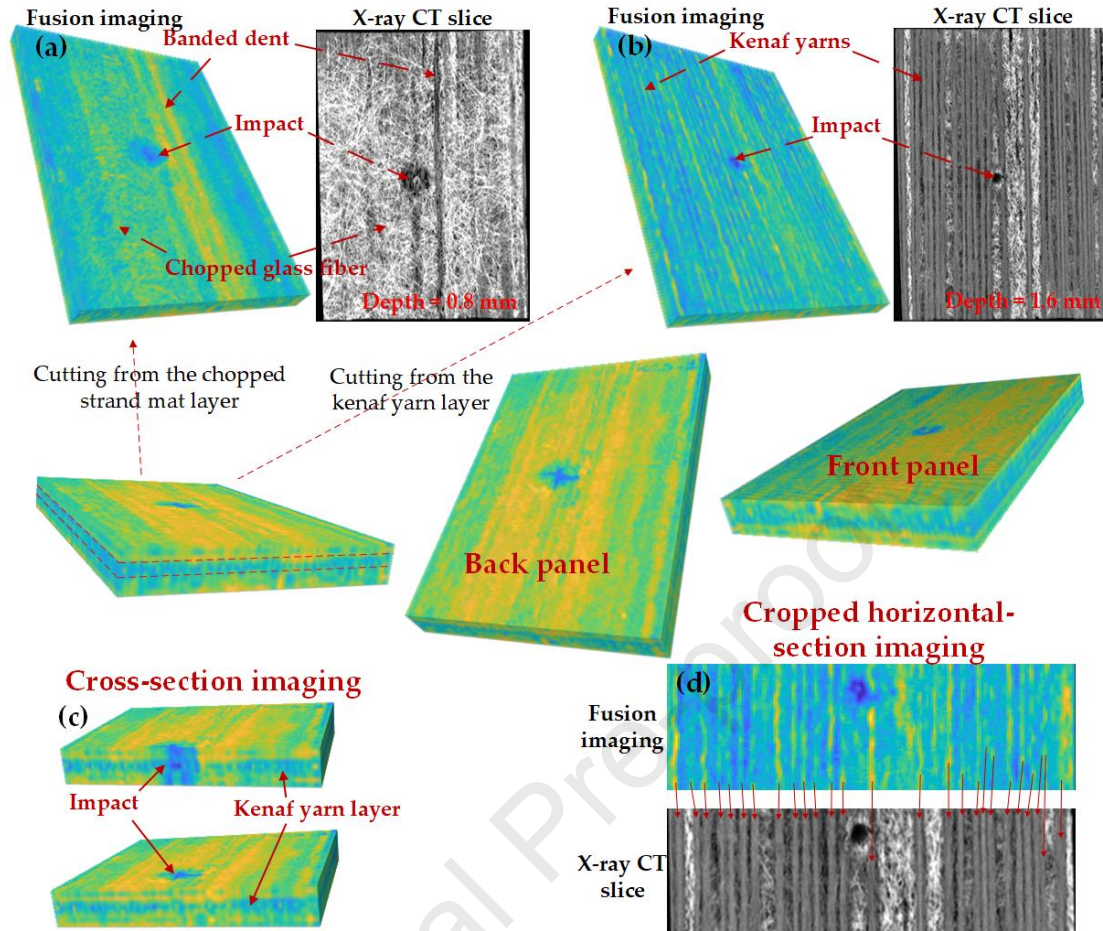 Fusion imaging
X-ray CT slice
(a)
Banded dent
Impact
Chopped glass fiber
Depth = 0.8 mm
Fusion imaging
X-ray CT slice
(b)
Kenaf yarns
Impact
Depth = 1.6 mm
Cutting from the chopped
strand mat layer
Cutting from the
kenaf yarn layer
Back panel
Front panel
Cross-section imaging
(c)
Impact
Kenaf yarn layer
Cropped horizontal-
section imaging
(d)
Fusion
imaging
X-ray CT
slice
al Preproo